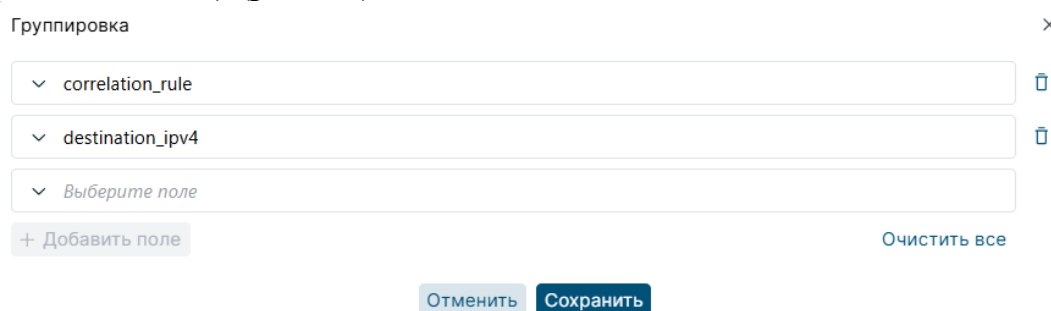 Группировка
correlation_rule
destination_ipv4
Выберите поле
+ Добавить поле
Очистить все
Отменить Сохранить